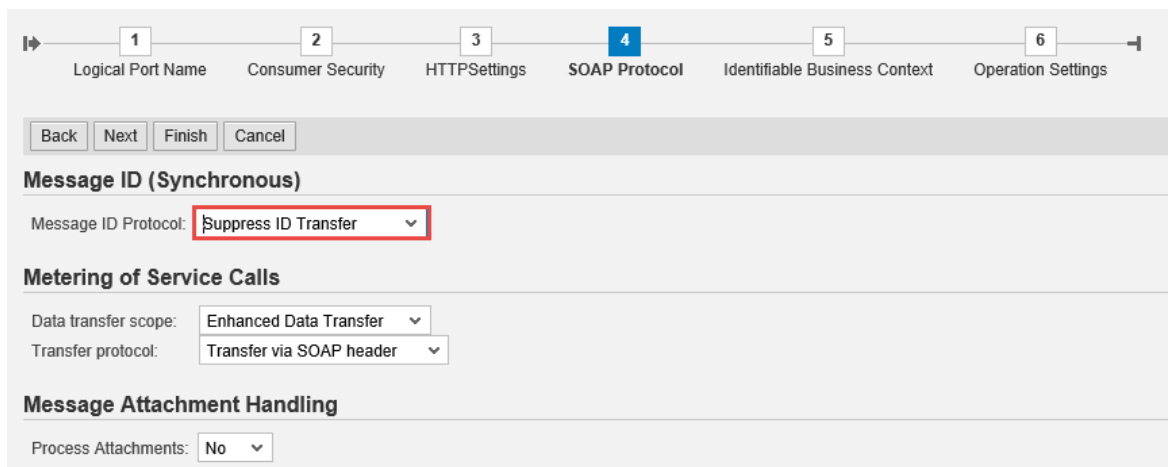 1 2 3 4 5 6
Logical Port Name Consumer Security HTTPSettings SOAP Protocol Identifiable Business Context Operation Settings
Back Next Finish Cancel
Message ID (Synchronous)
Message ID Protocol: Suppress ID Transfer
Metering of Service Calls
Data transfer scope: Enhanced Data Transfer
Transfer protocol: Transfer via SOAP header
Message Attachment Handling
Process Attachments: No